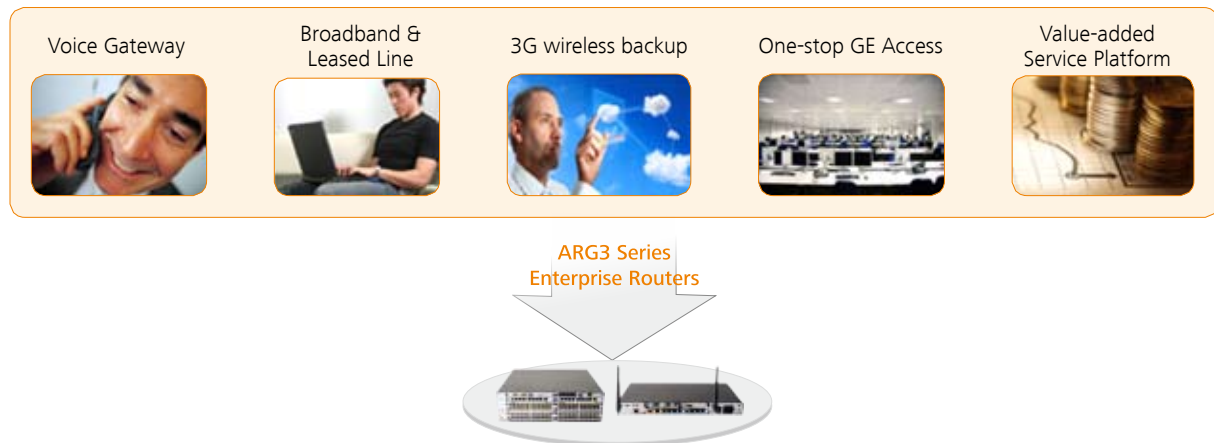 Voice Gateway
Broadband &
Leased Line
3G wireless backup
One-stop GE Access
Value-added
Service Platform
ARG3 Series
Enterprise Routers